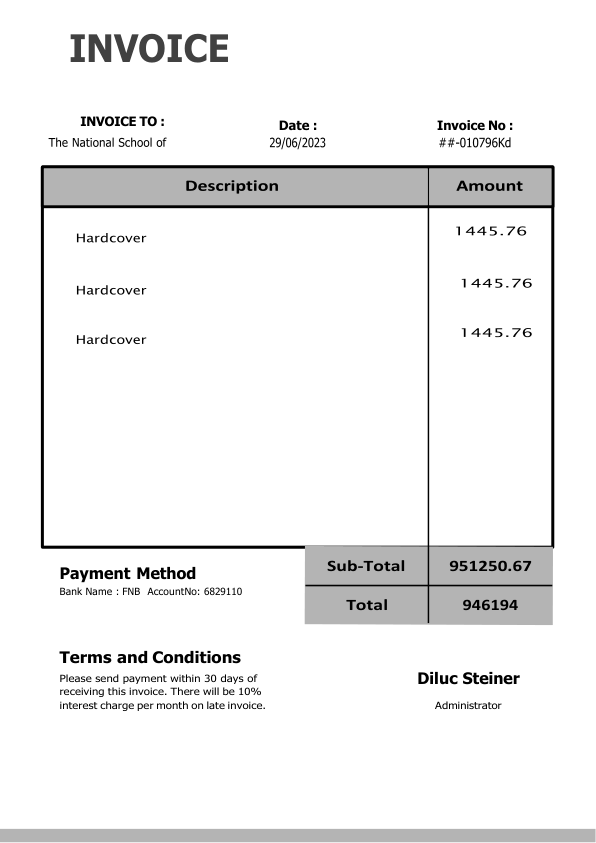 INVOICE
INVOICE TO :
The National School of
Date :
29/06/2023
Invoice No :
##-010796Kd
Description Amount
Hardcover 1445.76
Hardcover 1445.76
Hardcover 1445.76
Sub-Total 951250.67
Total 946194
Payment Method
Bank Name : FNB AccountNo: 6829110
Terms and Conditions
Please send payment within 30 days of
receiving this invoice. There will be 10%
interest charge per month on late invoice.
Diluc Steiner
Administrator